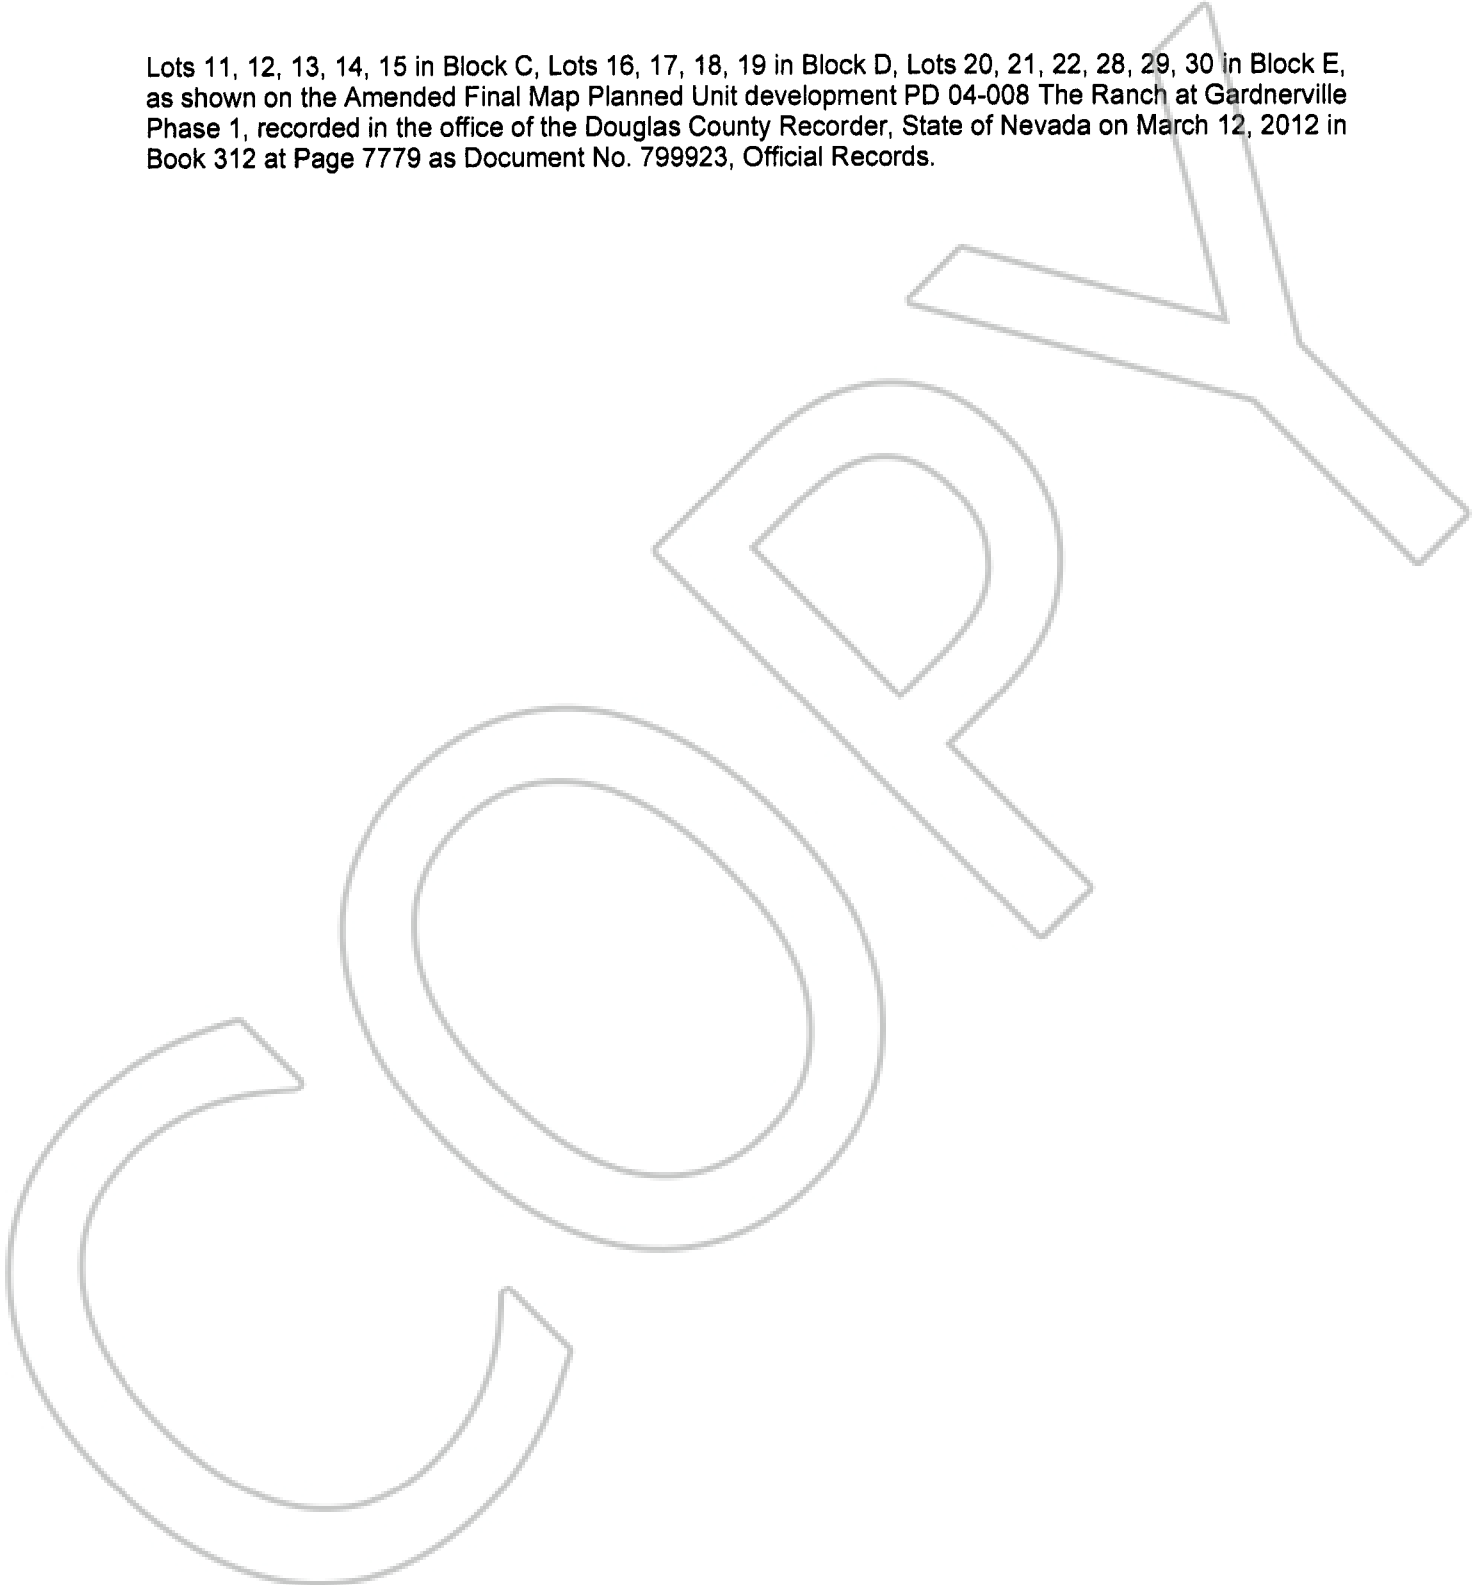 Lots 11, 12, 13, 14, 15 in Block C, Lots 16, 17, 18, 19 in Block D, Lots 20, 21, 22, 28, 29, 30 in Block E,
as shown on the Amended Final Map Planned Unit development PD 04-008 The Ranch at Gardnerville
Phase 1, recorded in the office of the Douglas County Recorder, State of Nevada on March 12, 2012 in
Book 312 at Page 7779 as Document No. 799923, Official Records.
COPY